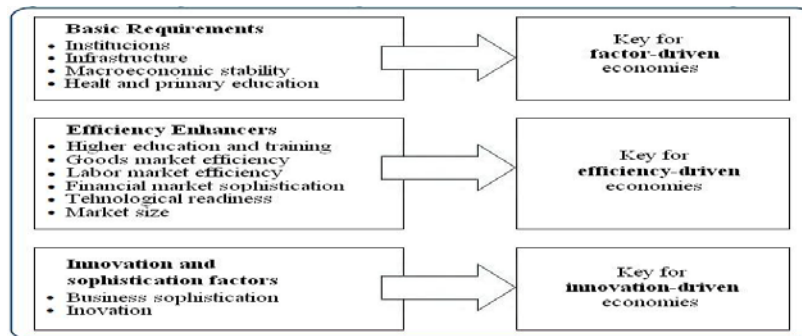 Basic Requirements
• Institucions
• Infrastructure
• Macroeconomic stability
• Healt and primary education
Key for
factor-driven
economies
Efficiency Enhancers
• Higher education and training
• Goods market efficiency
• Labor market efficiency
• Financial market sophistication
• Tehnological readiness
• Market size
Key for
efficiency-driven
economies
Innovation and
sophistication factors
• Business sophistication
• Inovation
Key for
innovation-driven
economies